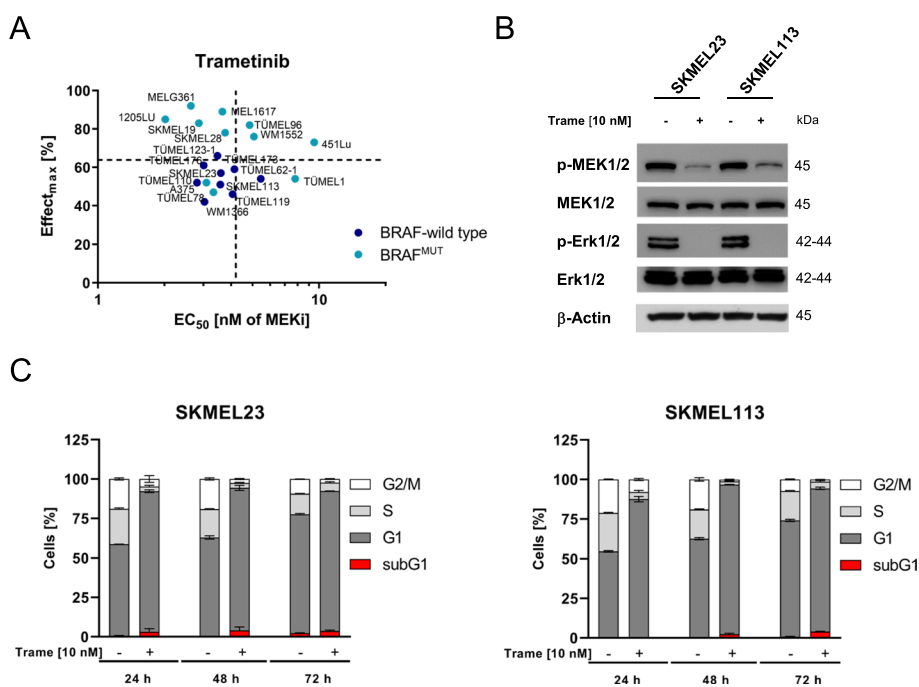 A
Trametinib
Effectmax [%]
100
80
60
40
20
0
1
10
EC50 [nM of MEKi]
MELG361
1205LU
MEL1617
SKMEL19
TÜMEL96
SKMEL28
WM1552
451Lu
TÜMEL123-1
TÜMEL176
TÜMEL173
SKMEL23
TÜMEL62-1
TÜMEL110
SKMEL113
TÜMEL1
A375
TÜMEL78
TÜMEL119
WM1366
BRAF-wild type
BRAFMUT
B
SKMEL23
SKMEL113
Trame [10 nM] - + - + kDa
p-MEK1/2 45
MEK1/2 45
p-Erk1/2 42-44
Erk1/2 42-44
β-Actin 45
C
SKMEL23
Cells [%]
125
100
75
50
25
0
G2/M
S
G1
subG1
Trame [10 nM] - + - + - +
24 h 48 h 72 h
SKMEL113
Cells [%]
125
100
75
50
25
0
G2/M
S
G1
subG1
Trame [10 nM] - + - + - +
24 h 48 h 72 h